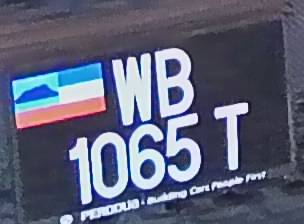 WB
1065 T
© PERODUA • Building Cars People First